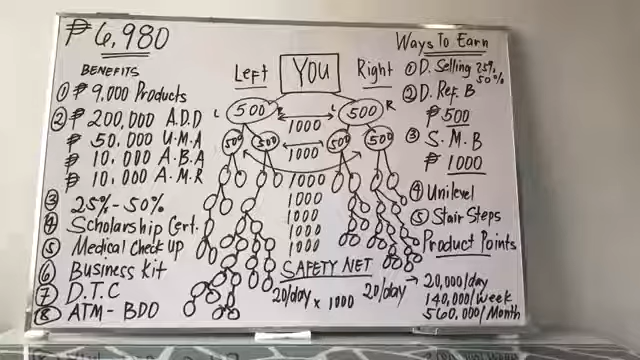 ₱ 6,980
BENEFITS
① ₱ 9,000 Products
② ₱ 200,000 A.D.D
₱ 50,000 U.M.A
₱ 10,000 A.B.A
₱ 10,000 A.M.R
③ 25% - 50%
④ Scholarship Cert.
⑤ Medical Check Up
⑥ Business Kit
⑦ D.T.C
⑧ ATM - BDO
YOU
Left
Right
L 500 R L 500 R
1000
500 500 500 500
1000
1000
1000
1000
1000
1000
SAFETY NET
20/day x 1000 20/day → 20,000/day
140,000/week
560,000/Month
Ways To Earn
① D. Selling 25%
50%
② D. Ref. B
₱ 500
③ S.M.B
₱ 1000
④ Unilevel
⑤ Stair Steps
Product Points